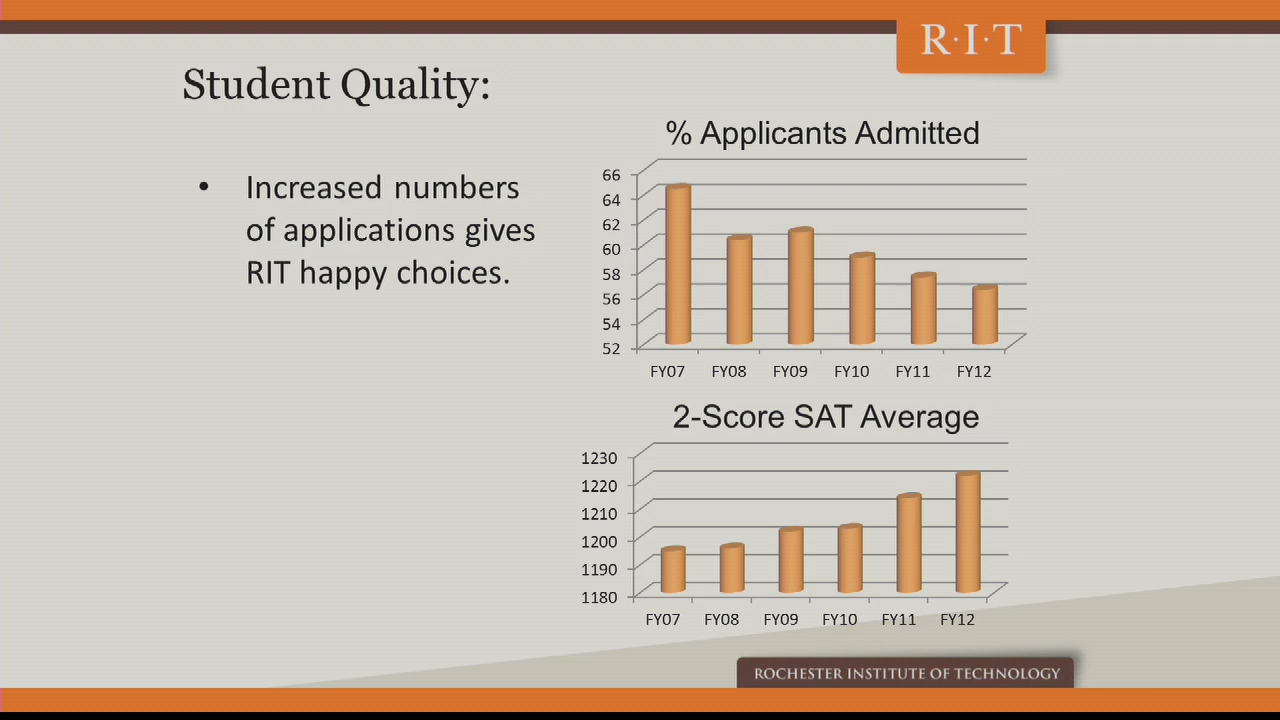 R·I·T
Student Quality:
• Increased numbers
of applications gives
RIT happy choices.
% Applicants Admitted
66
64
62
60
58
56
54
52
FY07 FY08 FY09 FY10 FY11 FY12
2-Score SAT Average
1230
1220
1210
1200
1190
1180
FY07 FY08 FY09 FY10 FY11 FY12
ROCHESTER INSTITUTE OF TECHNOLOGY